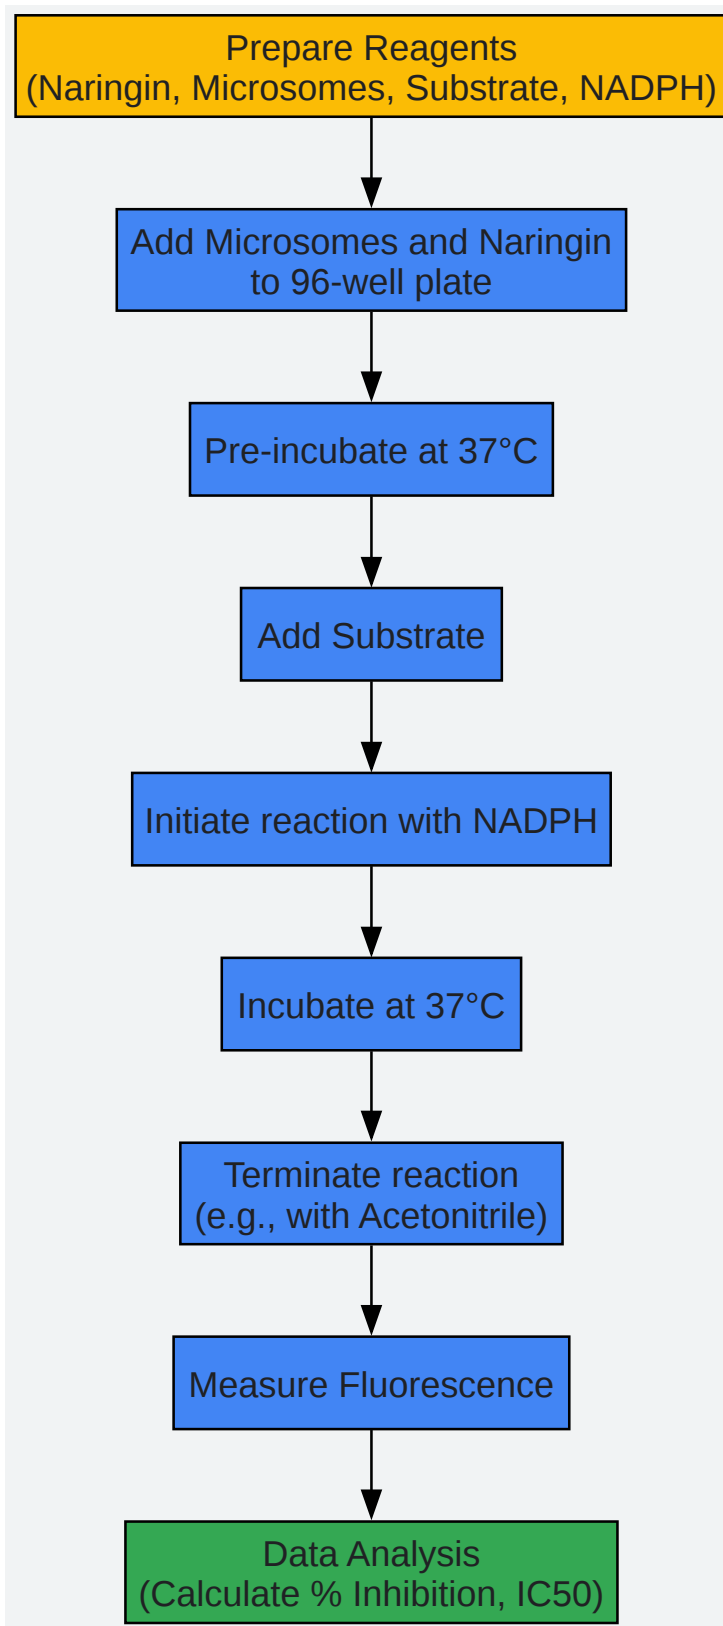 Prepare Reagents
(Naringin, Microsomes, Substrate, NADPH)
Add Microsomes and Naringin
to 96-well plate
Pre-incubate at 37°C
Add Substrate
Initiate reaction with NADPH
Incubate at 37°C
Terminate reaction
(e.g., with Acetonitrile)
Measure Fluorescence
Data Analysis
(Calculate % Inhibition, IC50)